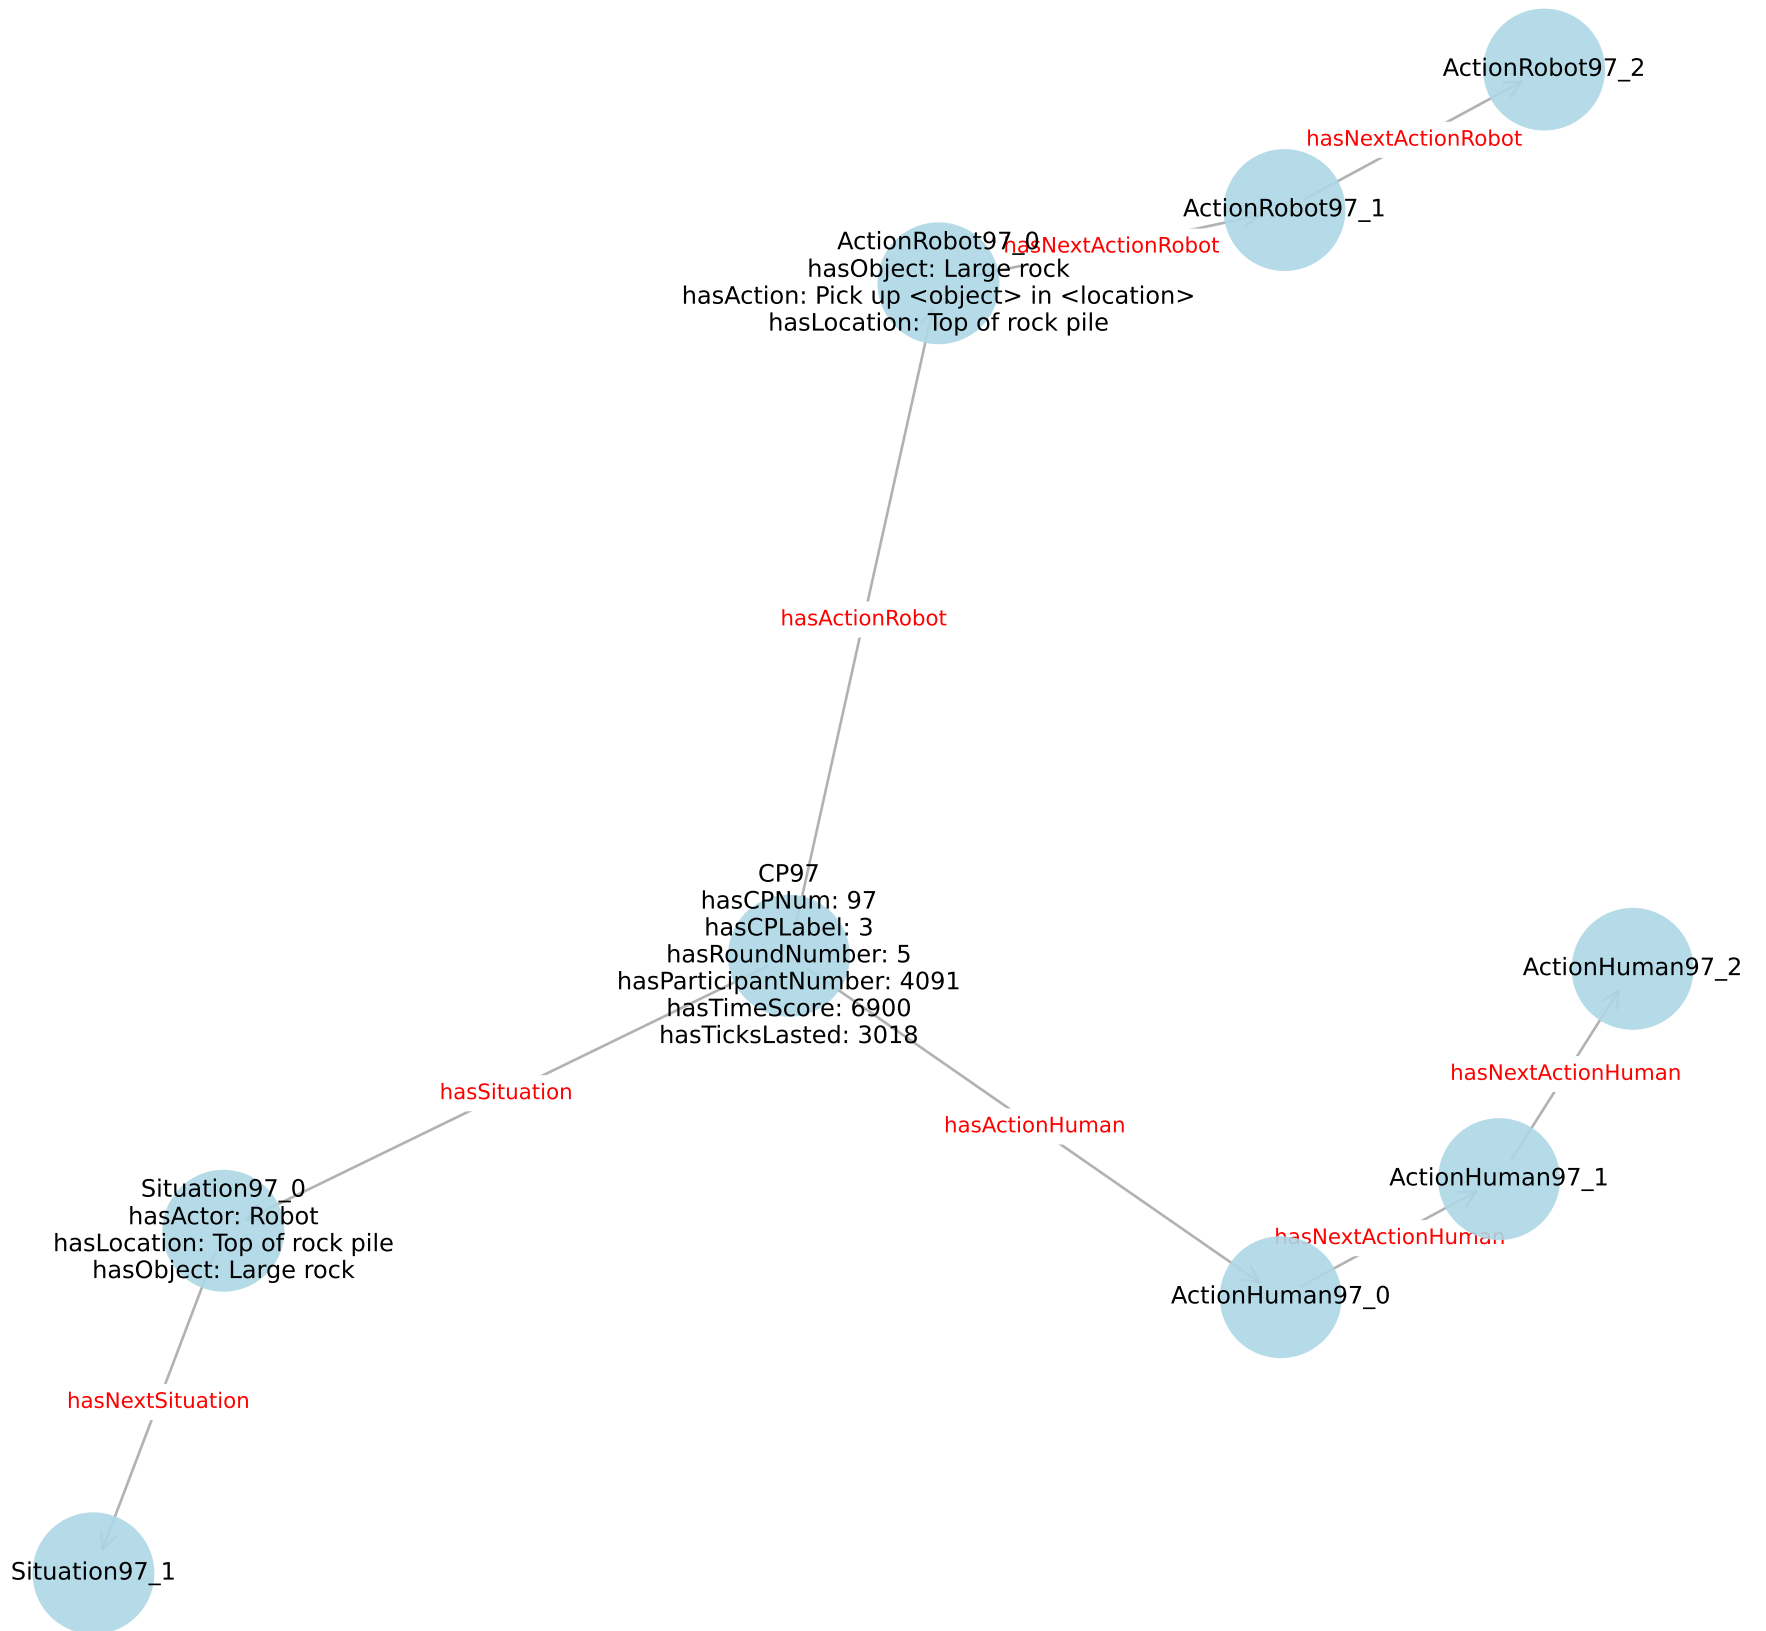 ActionRobot97_2
hasNextActionRobot
ActionRobot97_1
hasNextActionRobot
ActionRobot97_0
hasObject: Large rock
hasAction: Pick up <object> in <location>
hasLocation: Top of rock pile
hasActionRobot
CP97
hasCPNum: 97
hasCPLabel: 3
hasRoundNumber: 5
hasParticipantNumber: 4091
hasTimeScore: 6900
hasTicksLasted: 3018
ActionHuman97_2
hasNextActionHuman
hasSituation
hasActionHuman
ActionHuman97_1
hasNextActionHuman
ActionHuman97_0
Situation97_0
hasActor: Robot
hasLocation: Top of rock pile
hasObject: Large rock
hasNextSituation
Situation97_1